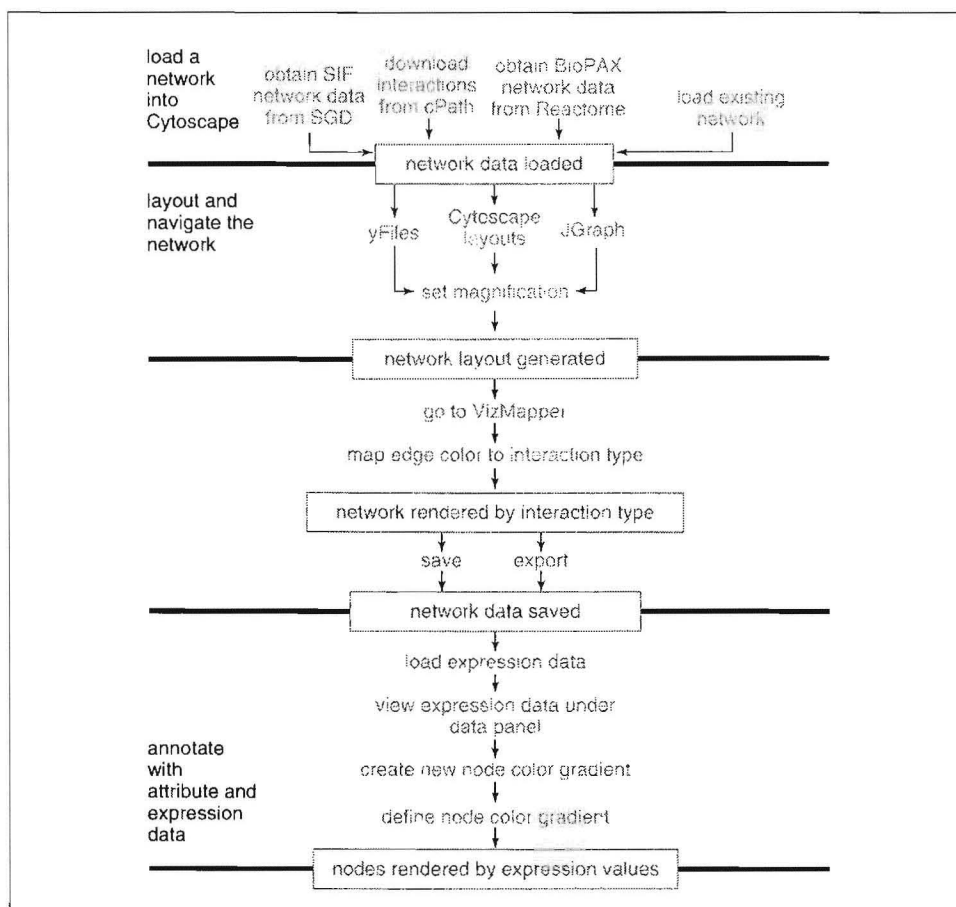 load a
network
into
Cytoscape
obtain SIF
network data
from SGD
download
interactions
from cPath
obtain BioPAX
network data
from Reactome
load existing
network
network data loaded
layout and
navigate the
network
yFiles
Cytoscape
layouts
JGraph
set magnification
network layout generated
go to VizMapper
map edge color to interaction type
network rendered by interaction type
save
export
network data saved
load expression data
view expression data under
data panel
annotate
with
attribute and
expression
data
create new node color gradient
define node color gradient
nodes rendered by expression values